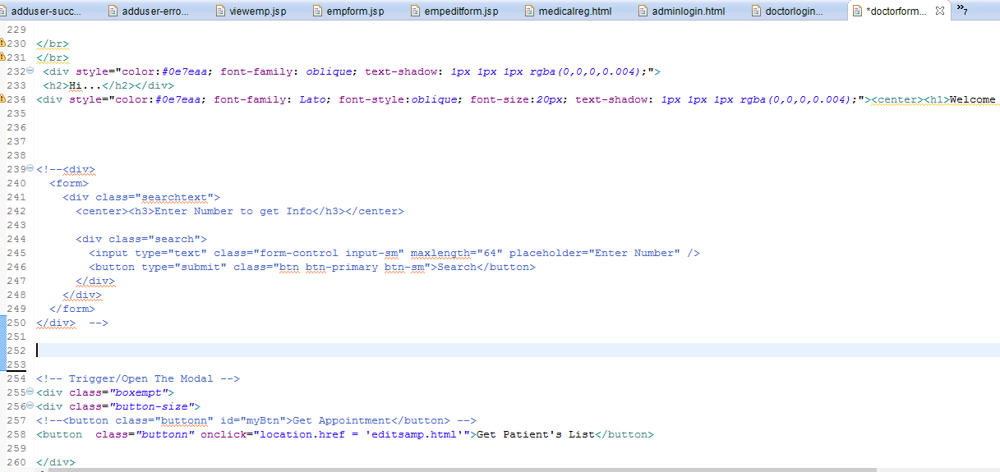 adduser-succ... adduser-erro... viewemp.jsp empform.jsp empeditform.jsp medicalreg.html adminlogin.html doctorlogin... *doctorform... »7
229
230 </br>
231 </br>
232 <div style="color:#0e7eaa; font-family: oblique; text-shadow: 1px 1px 1px rgba(0,0,0,0.004);">
233 <h2>Hi...</h2></div>
234 <div style="color:#0e7eaa; font-family: Lato; font-style:oblique; font-size:20px; text-shadow: 1px 1px 1px rgba(0,0,0,0.004);"><center><h1>Welcome
235
236
237
238
239 <!--<div>
240 <form>
241 <div class="searchtext">
242 <center><h3>Enter Number to get Info</h3></center>
243
244 <div class="search">
245 <input type="text" class="form-control input-sm" maxlength="64" placeholder="Enter Number" />
246 <button type="submit" class="btn btn-primary btn-sm">Search</button>
247 </div>
248 </div>
249 </form>
250 </div> -->
251
252
253
254 <!-- Trigger/Open The Modal -->
255 <div class="boxempt">
256 <div class="button-size">
257 <!--<button class="buttonn" id="myBtn">Get Appointment</button> -->
258 <button class="buttonn" onclick="location.href = 'editsamp.html'">Get Patient's List</button>
259
260 </div>